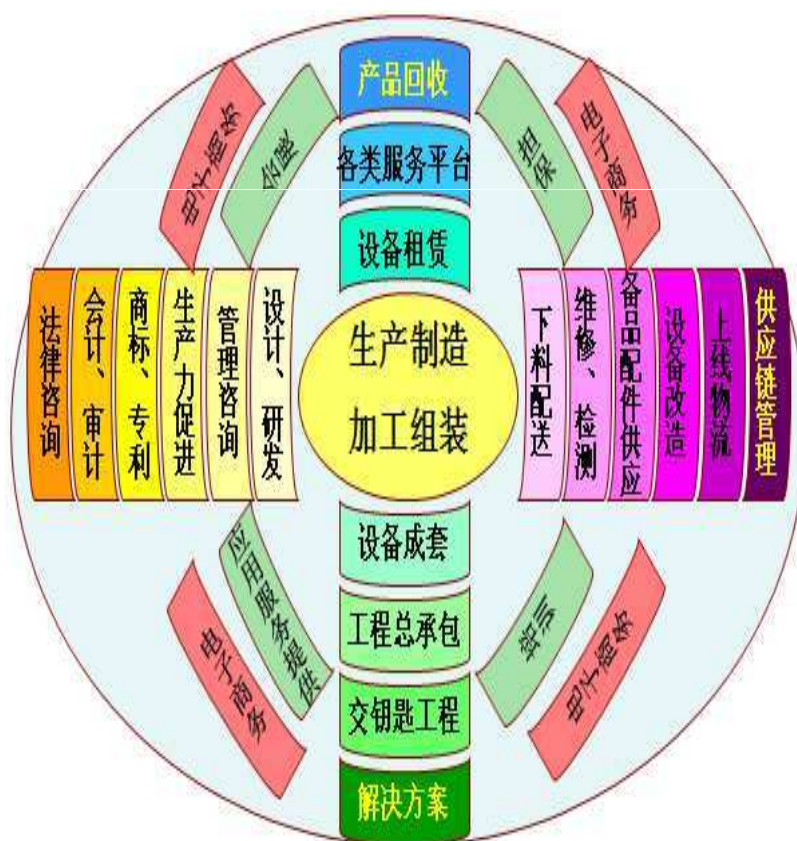 产品回收
各类服务平台
设备租赁
担保
电子商务
电子商务
法律咨询
会计、审计
商标、专利
生产力促进
管理咨询
设计、研发
生产制造
加工组装
下料配送
维修、检测
备品配件供应
设备改造
上线物流
供应链管理
设备成套
工程总承包
交钥匙工程
解决方案
应用服务提供
电子商务
电子商务